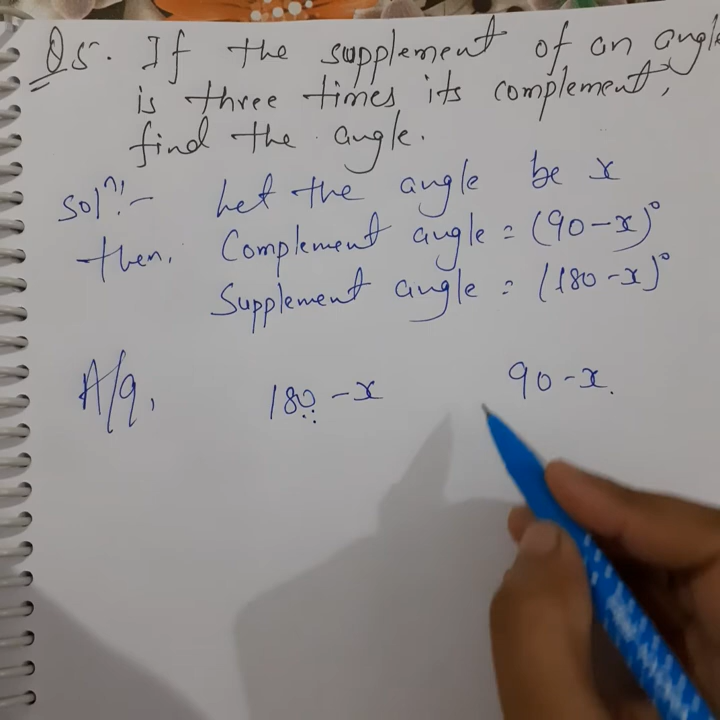 Q5. If the supplement of an angle
is three times its complement,
find the angle.
Solⁿ:- Let the angle be x
then, Complement angle = (90-x)°
Supplement angle = (180-x)°
A/q, 180-x 90-x.